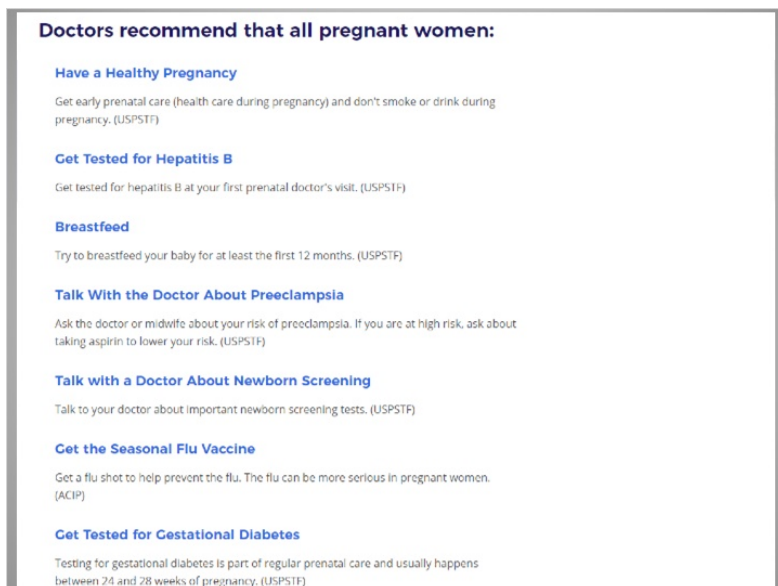 Doctors recommend that all pregnant women:
Have a Healthy Pregnancy
Get early prenatal care (health care during pregnancy) and don't smoke or drink during
pregnancy. (USPSTF)
Get Tested for Hepatitis B
Get tested for hepatitis B at your first prenatal doctor's visit. (USPSTF)
Breastfeed
Try to breastfeed your baby for at least the first 12 months. (USPSTF)
Talk With the Doctor About Preeclampsia
Ask the doctor or midwife about your risk of preeclampsia. If you are at high risk, ask about
taking aspirin to lower your risk. (USPSTF)
Talk with a Doctor About Newborn Screening
Talk to your doctor about important newborn screening tests. (USPSTF)
Get the Seasonal Flu Vaccine
Get a flu shot to help prevent the flu. The flu can be more serious in pregnant women.
(ACIP)
Get Tested for Gestational Diabetes
Testing for gestational diabetes is part of regular prenatal care and usually happens
between 24 and 28 weeks of pregnancy. (USPSTF)